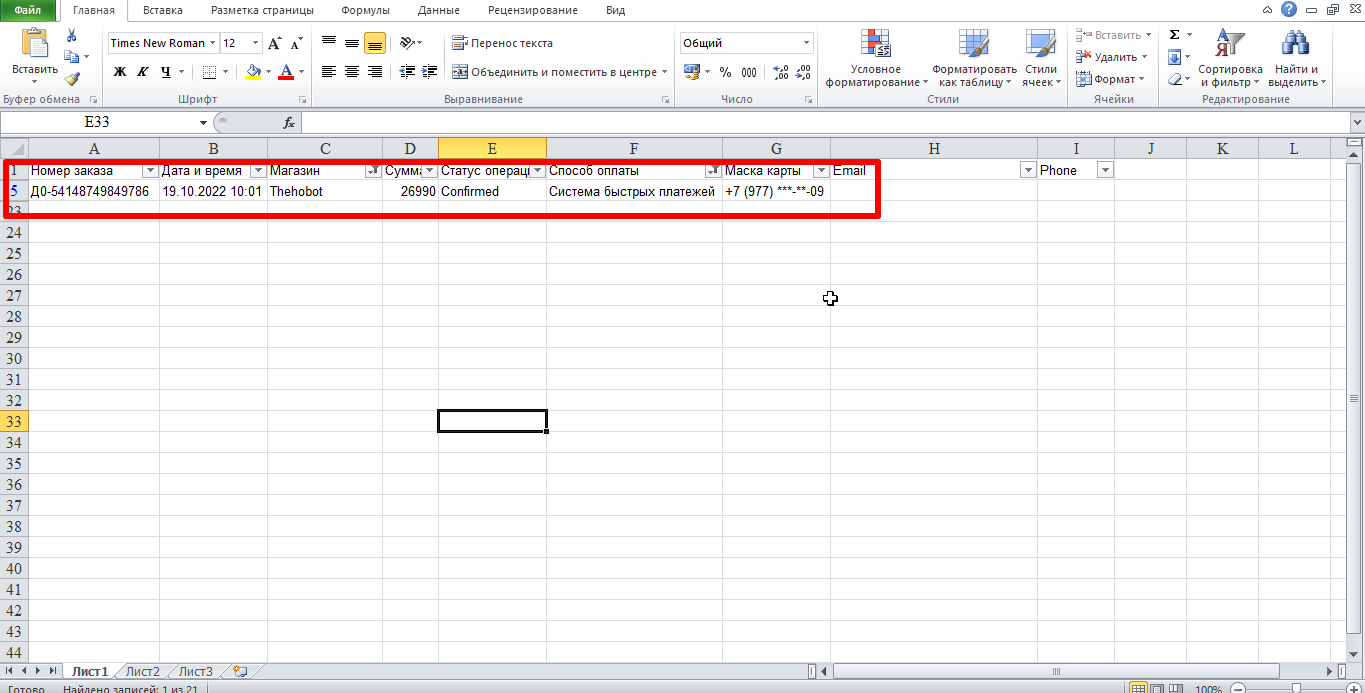 Файл Главная Вставка Разметка страницы Формулы Данные Рецензирование Вид
Times New Roman 12 Перенос текста Общий Вставить
Вставить Условное форматирование Форматировать как таблицу Стили ячеек Удалить Сортировка и фильтр Найти и выделить
Ж К Ч Объединить и поместить в центре % 000 Формат
Буфер обмена Шрифт Выравнивание Число Стили Ячейки Редактирование
E33 fx
A B C D E F G H I J K L
1 Номер заказа Дата и время Магазин Сумма Статус операци Способ оплаты Маска карты Email Phone
5 Д0-54148749849786 19.10.2022 10:01 Thehobot 26990 Confirmed Система быстрых платежей +7 (977) ***-**-09
23
24
25
26
27
28
29
30
31
32
33
34
35
36
37
38
39
40
41
42
43
44
Лист1 Лист2 Лист3
Готово Найдено записей: 1 из 21 100%